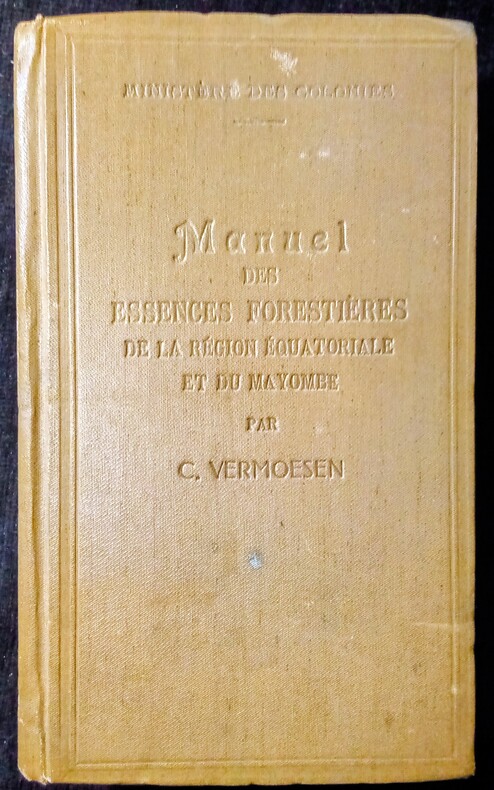 MINISTÈRE DES COLONIES
Manuel
DES
ESSENCES FORESTIÈRES
DE LA RÉGION ÉQUATORIALE
ET DU MAYOMBE
PAR
C. VERMOESEN